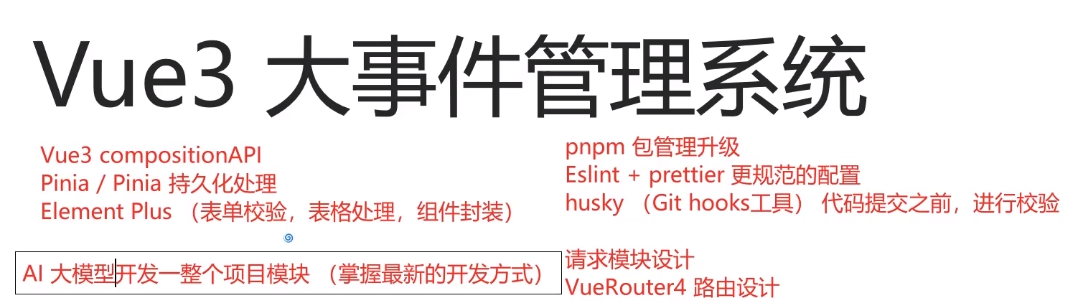 Vue3 大事件管理系统
Vue3 compositionAPI
Pinia / Pinia 持久化处理
Element Plus （表单校验，表格处理，组件封装）
pnpm 包管理升级
Eslint + prettier 更规范的配置
husky （Git hooks工具） 代码提交之前，进行校验
AI 大模型开发一整个项目模块 （掌握最新的开发方式）
请求模块设计
VueRouter4 路由设计